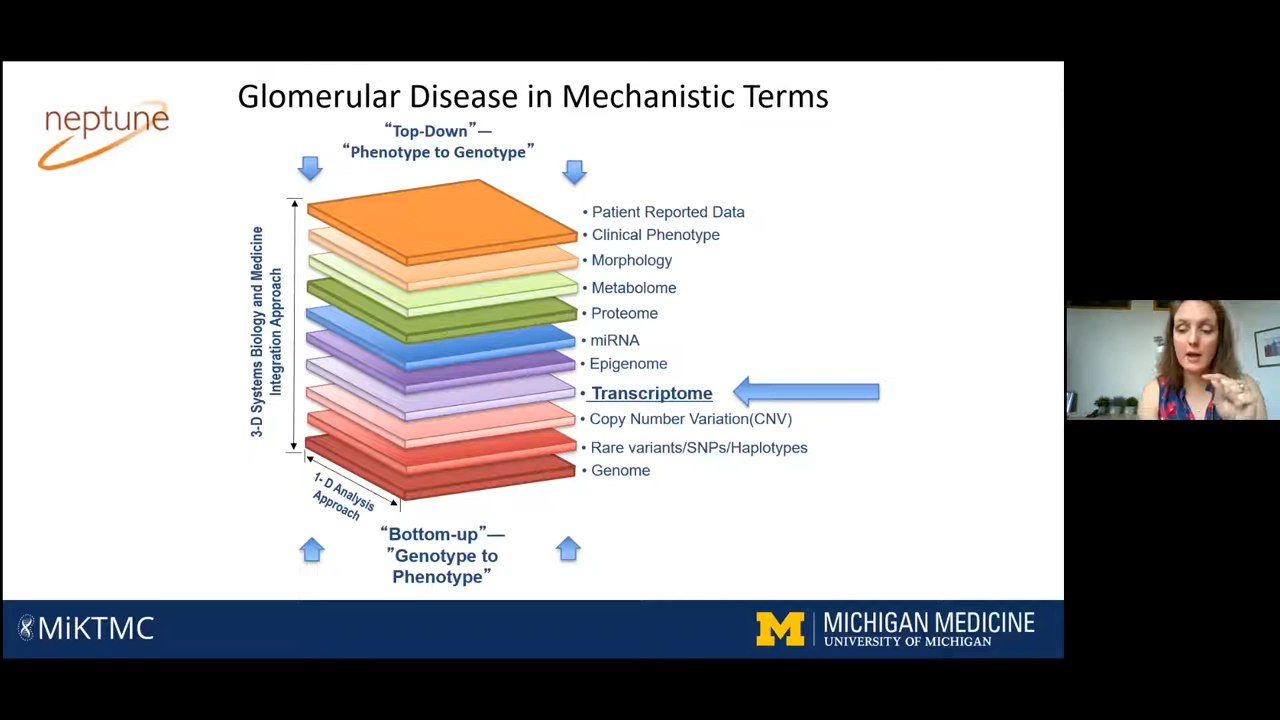 neptune
Glomerular Disease in Mechanistic Terms
“Top-Down”—
“Phenotype to Genotype”
3-D Systems Biology and Medicine
Integration Approach
• Patient Reported Data
• Clinical Phenotype
• Morphology
• Metabolome
• Proteome
• miRNA
• Epigenome
• Transcriptome
• Copy Number Variation(CNV)
• Rare variants/SNPs/Haplotypes
• Genome
1- D Analysis
Approach
“Bottom-up”—
”Genotype to
Phenotype”
MiKTMC
M
MICHIGAN MEDICINE
UNIVERSITY OF MICHIGAN